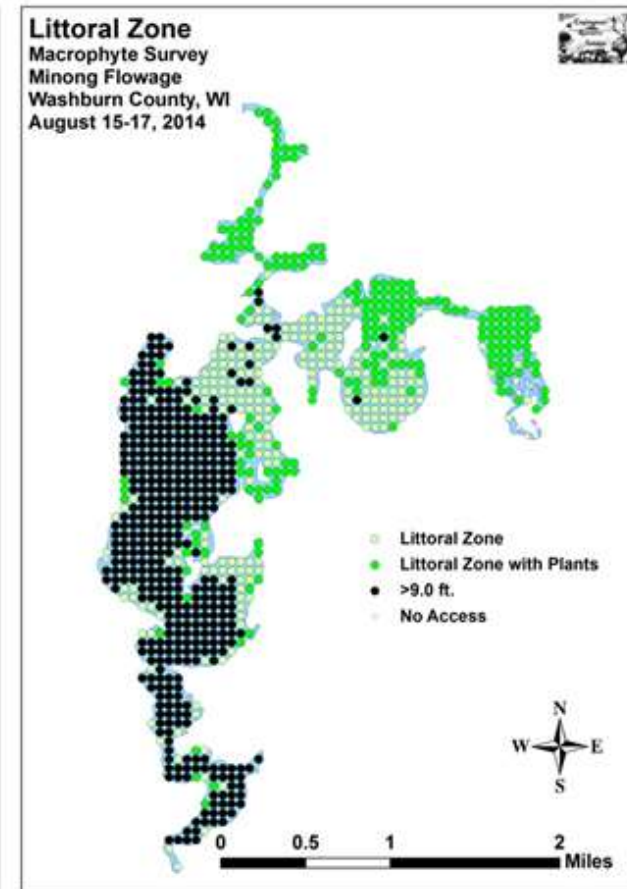 Littoral Zone
Macrophyte Survey
Minong Flowage
Washburn County, WI
August 15-17, 2014
Littoral Zone
Littoral Zone with Plants
>9.0 ft.
No Access
N
W E
S
0 0.5 1 2
Miles